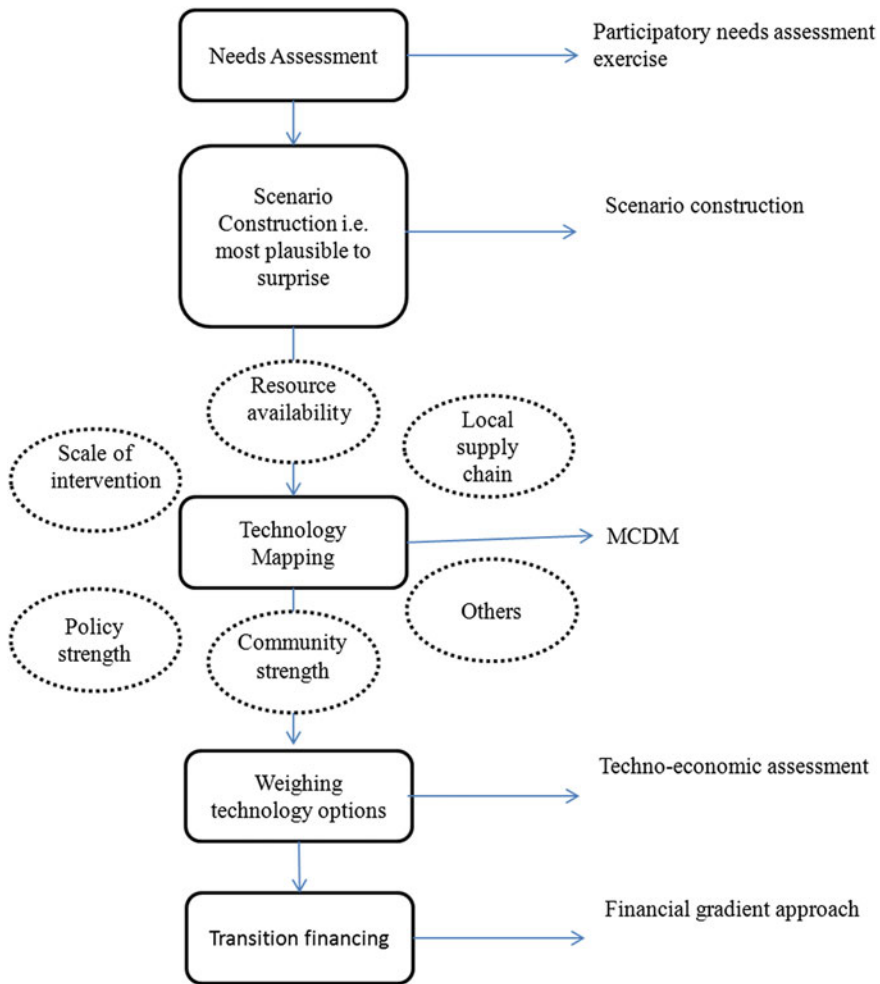 Needs Assessment
Participatory needs assessment
exercise
Scenario
Construction i.e.
most plausible to
surprise
Scenario construction
Resource
availability
Local
supply
chain
Scale of
intervention
Technology
Mapping
MCDM
Others
Policy
strength
Community
strength
Weighing
technology options
Techno-economic assessment
Transition financing
Financial gradient approach